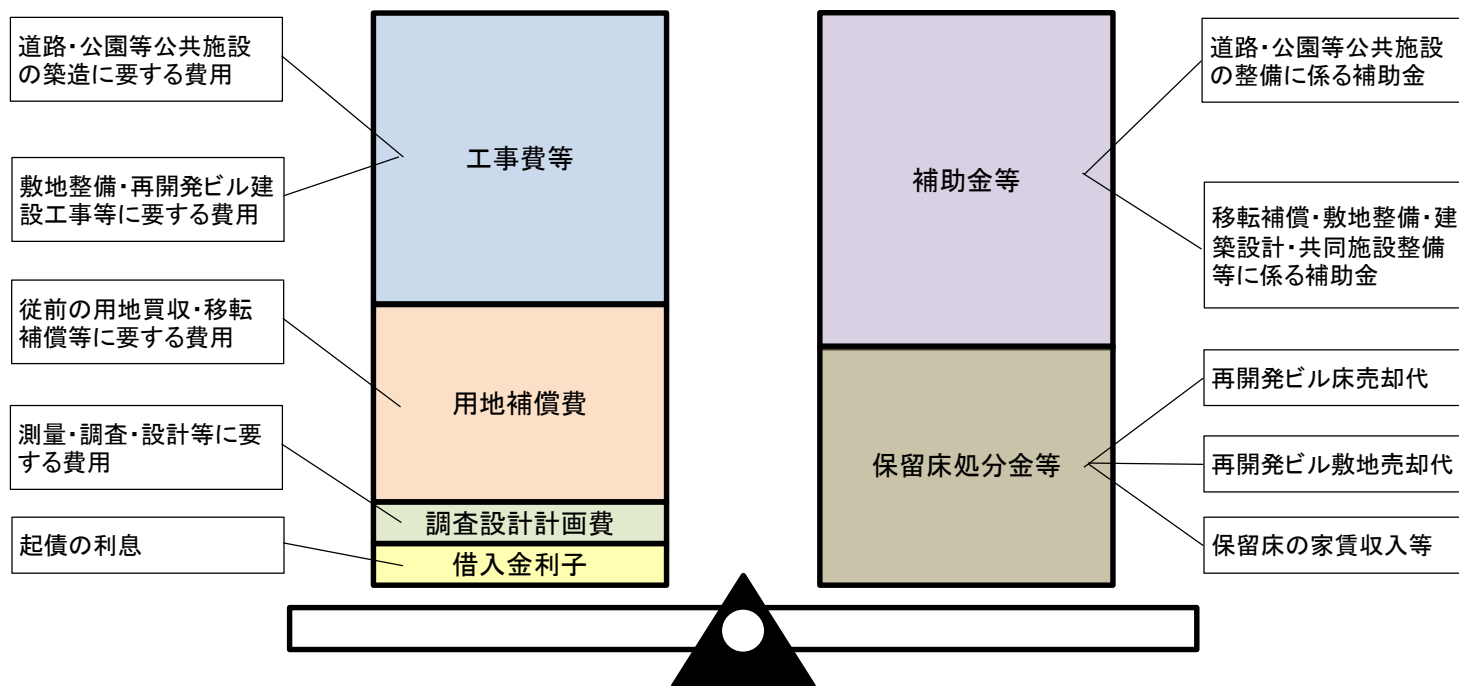 道路・公園等公共施設
の築造に要する費用
敷地整備・再開発ビル建
設工事等に要する費用
従前の用地買収・移転
補償等に要する費用
測量・調査・設計等に要
する費用
起債の利息
工事費等
用地補償費
調査設計計画費
借入金利子
補助金等
保留床処分金等
道路・公園等公共施設
の整備に係る補助金
移転補償・敷地整備・建
築設計・共同施設整備
等に係る補助金
再開発ビル床売却代
再開発ビル敷地売却代
保留床の家賃収入等